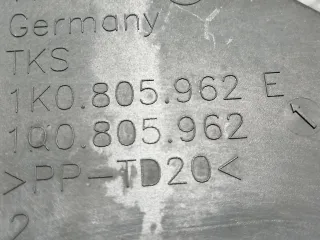 Germany
TKS
1K0.805.962 E
1Q0.805.962
>PP-TD20<
2